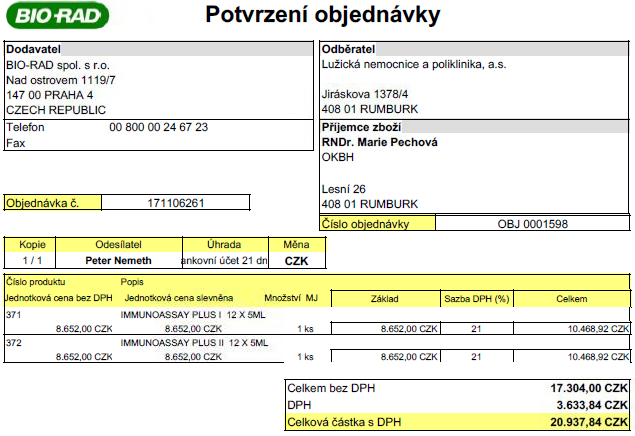 BIO-RAD
Potvrzení objednávky
Dodavatel
BIO-RAD spol. s r.o.
Nad ostrovem 1119/7
147 00 PRAHA 4
CZECH REPUBLIC
Telefon 00 800 00 24 67 23
Fax
Odběratel
Lužická nemocnice a poliklinika, a.s.
Jiráskova 1378/4
408 01 RUMBURK
Příjemce zboží
RNDr. Marie Pechová
OKBH
Lesní 26
408 01 RUMBURK
Objednávka č. 171106261
Číslo objednávky OBJ 0001598
Kopie Odesílatel Úhrada Měna
1 / 1 Peter Nemeth ankovní účet 21 dn CZK
Číslo produktu Popis
Jednotková cena bez DPH Jednotková cena slevněna Množství MJ Základ Sazba DPH (%) Celkem
371 IMMUNOASSAY PLUS I 12 X 5ML
8.652,00 CZK 8.652,00 CZK 1 ks 8.652,00 CZK 21 10.468,92 CZK
372 IMMUNOASSAY PLUS II 12 X 5ML
8.652,00 CZK 8.652,00 CZK 1 ks 8.652,00 CZK 21 10.468,92 CZK
Celkem bez DPH 17.304,00 CZK
DPH 3.633,84 CZK
Celková částka s DPH 20.937,84 CZK